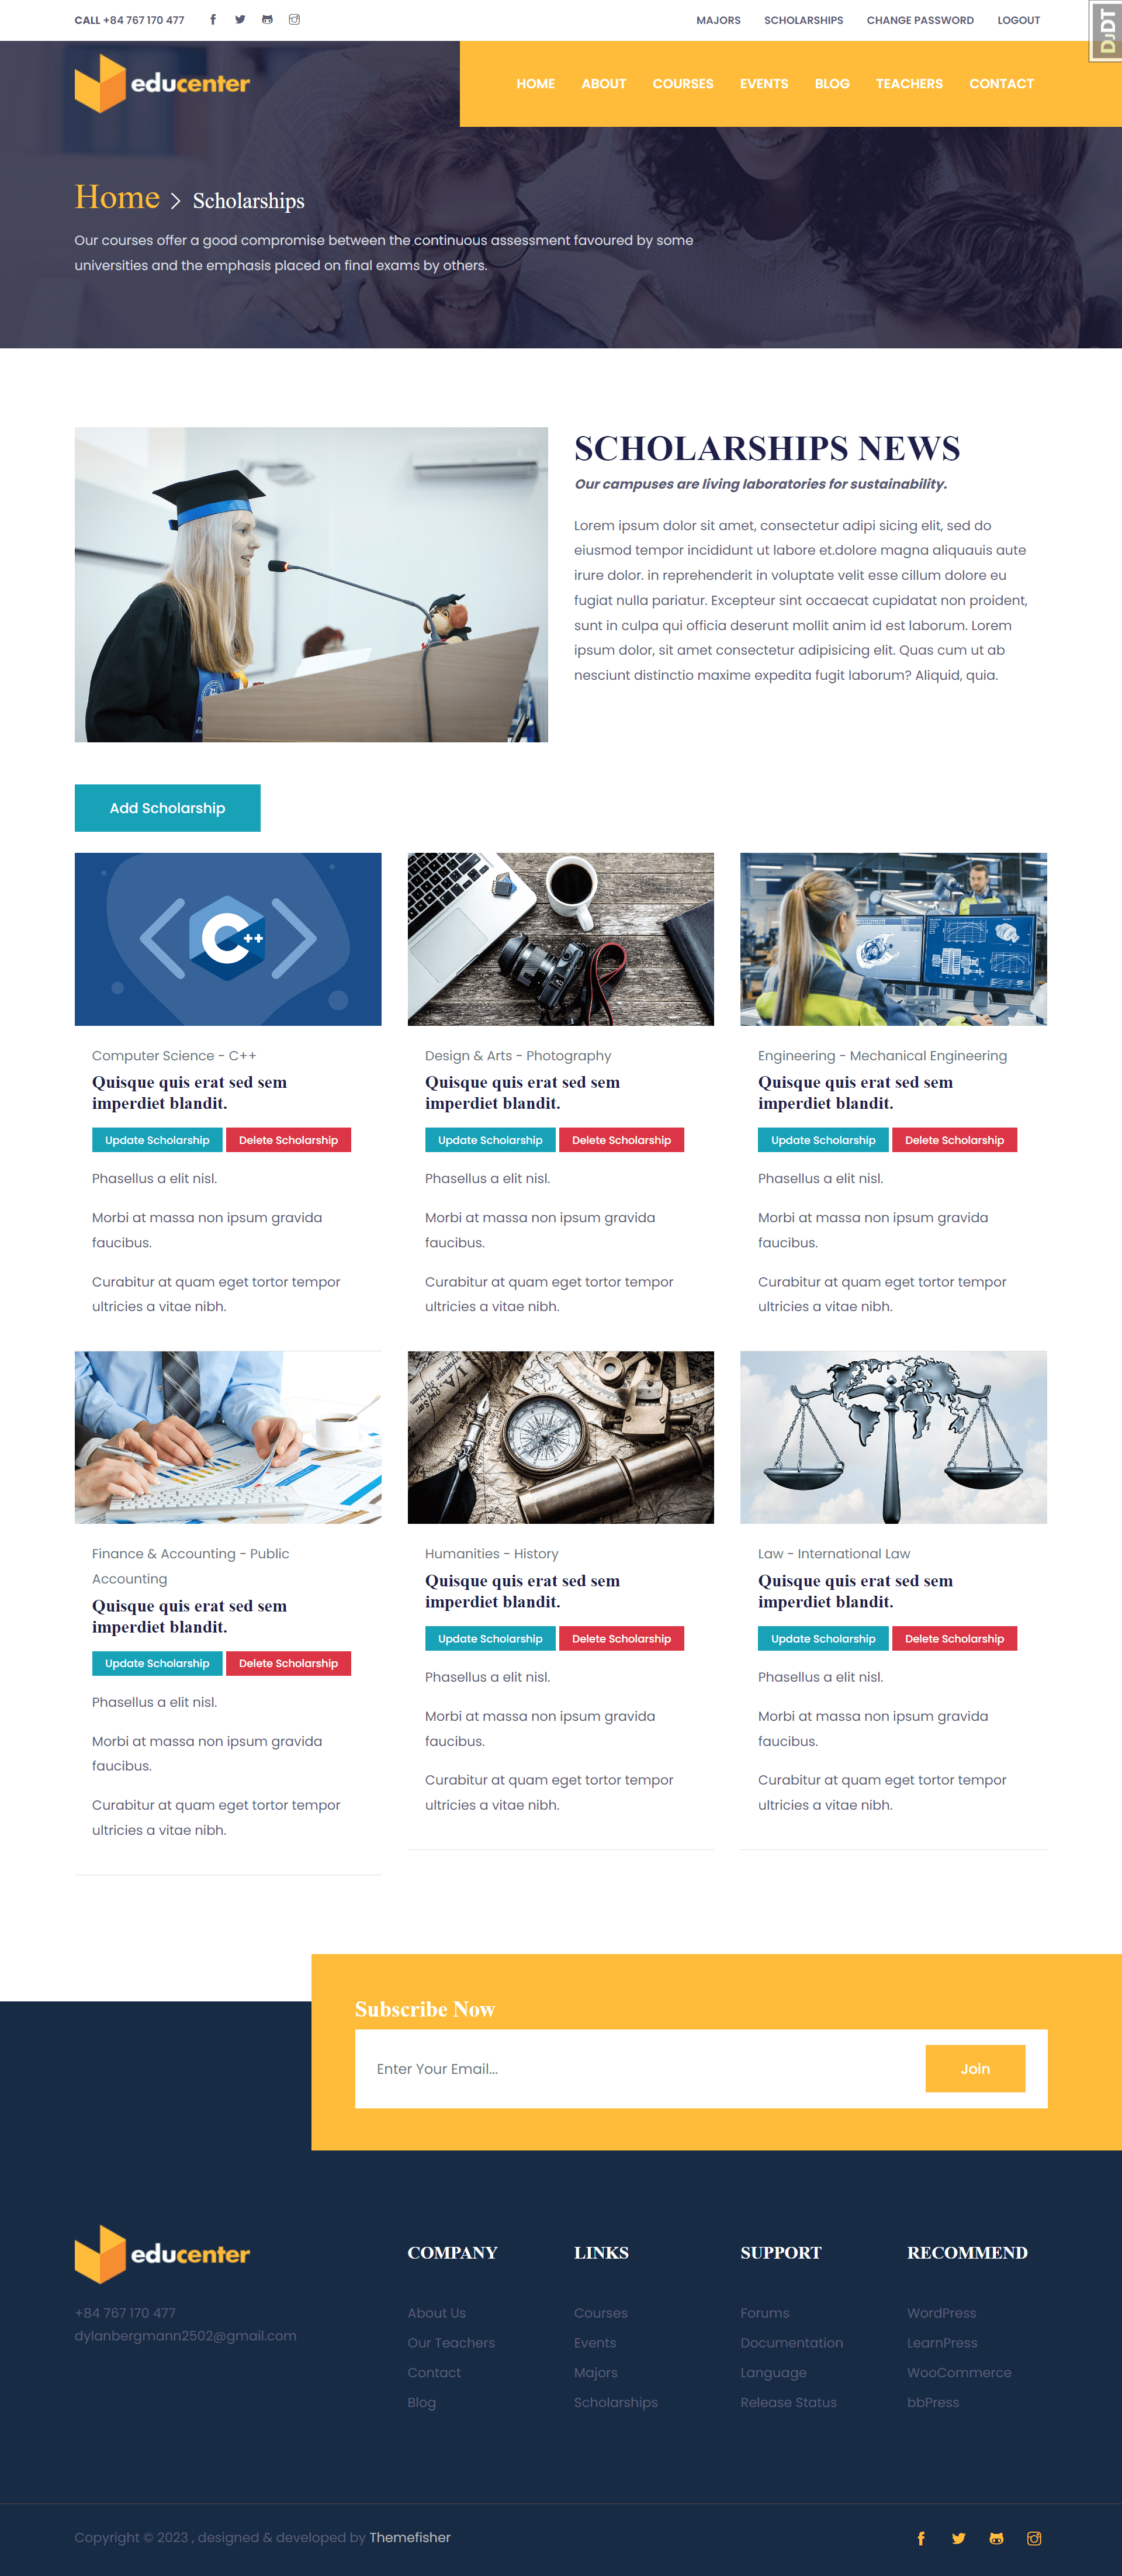 CALL +84 767 170 477
MAJORS SCHOLARSHIPS CHANGE PASSWORD LOGOUT
DJDT
educenter
HOME ABOUT COURSES EVENTS BLOG TEACHERS CONTACT
Home > Scholarships
Our courses offer a good compromise between the continuous assessment favoured by some
universities and the emphasis placed on final exams by others.
SCHOLARSHIPS NEWS
Our campuses are living laboratories for sustainability.
Lorem ipsum dolor sit amet, consectetur adipi sicing elit, sed do
eiusmod tempor incididunt ut labore et.dolore magna aliquauis aute
irure dolor. in reprehenderit in voluptate velit esse cillum dolore eu
fugiat nulla pariatur. Excepteur sint occaecat cupidatat non proident,
sunt in culpa qui officia deserunt mollit anim id est laborum. Lorem
ipsum dolor, sit amet consectetur adipisicing elit. Quas cum ut ab
nesciunt distinctio maxime expedita fugit laborum? Aliquid, quia.
Add Scholarship
C++
Computer Science - C++
Quisque quis erat sed sem
imperdiet blandit.
Update Scholarship Delete Scholarship
Phasellus a elit nisl.
Morbi at massa non ipsum gravida
faucibus.
Curabitur at quam eget tortor tempor
ultricies a vitae nibh.
Design & Arts - Photography
Quisque quis erat sed sem
imperdiet blandit.
Update Scholarship Delete Scholarship
Phasellus a elit nisl.
Morbi at massa non ipsum gravida
faucibus.
Curabitur at quam eget tortor tempor
ultricies a vitae nibh.
Engineering - Mechanical Engineering
Quisque quis erat sed sem
imperdiet blandit.
Update Scholarship Delete Scholarship
Phasellus a elit nisl.
Morbi at massa non ipsum gravida
faucibus.
Curabitur at quam eget tortor tempor
ultricies a vitae nibh.
Finance & Accounting - Public
Accounting
Quisque quis erat sed sem
imperdiet blandit.
Update Scholarship Delete Scholarship
Phasellus a elit nisl.
Morbi at massa non ipsum gravida
faucibus.
Curabitur at quam eget tortor tempor
ultricies a vitae nibh.
Humanities - History
Quisque quis erat sed sem
imperdiet blandit.
Update Scholarship Delete Scholarship
Phasellus a elit nisl.
Morbi at massa non ipsum gravida
faucibus.
Curabitur at quam eget tortor tempor
ultricies a vitae nibh.
Law - International Law
Quisque quis erat sed sem
imperdiet blandit.
Update Scholarship Delete Scholarship
Phasellus a elit nisl.
Morbi at massa non ipsum gravida
faucibus.
Curabitur at quam eget tortor tempor
ultricies a vitae nibh.
Subscribe Now
Enter Your Email...
Join
educenter
+84 767 170 477
dylanbergmann2502@gmail.com
COMPANY
About Us
Our Teachers
Contact
Blog
LINKS
Courses
Events
Majors
Scholarships
SUPPORT
Forums
Documentation
Language
Release Status
RECOMMEND
WordPress
LearnPress
WooCommerce
bbPress
Copyright © 2023 , designed & developed by Themefisher